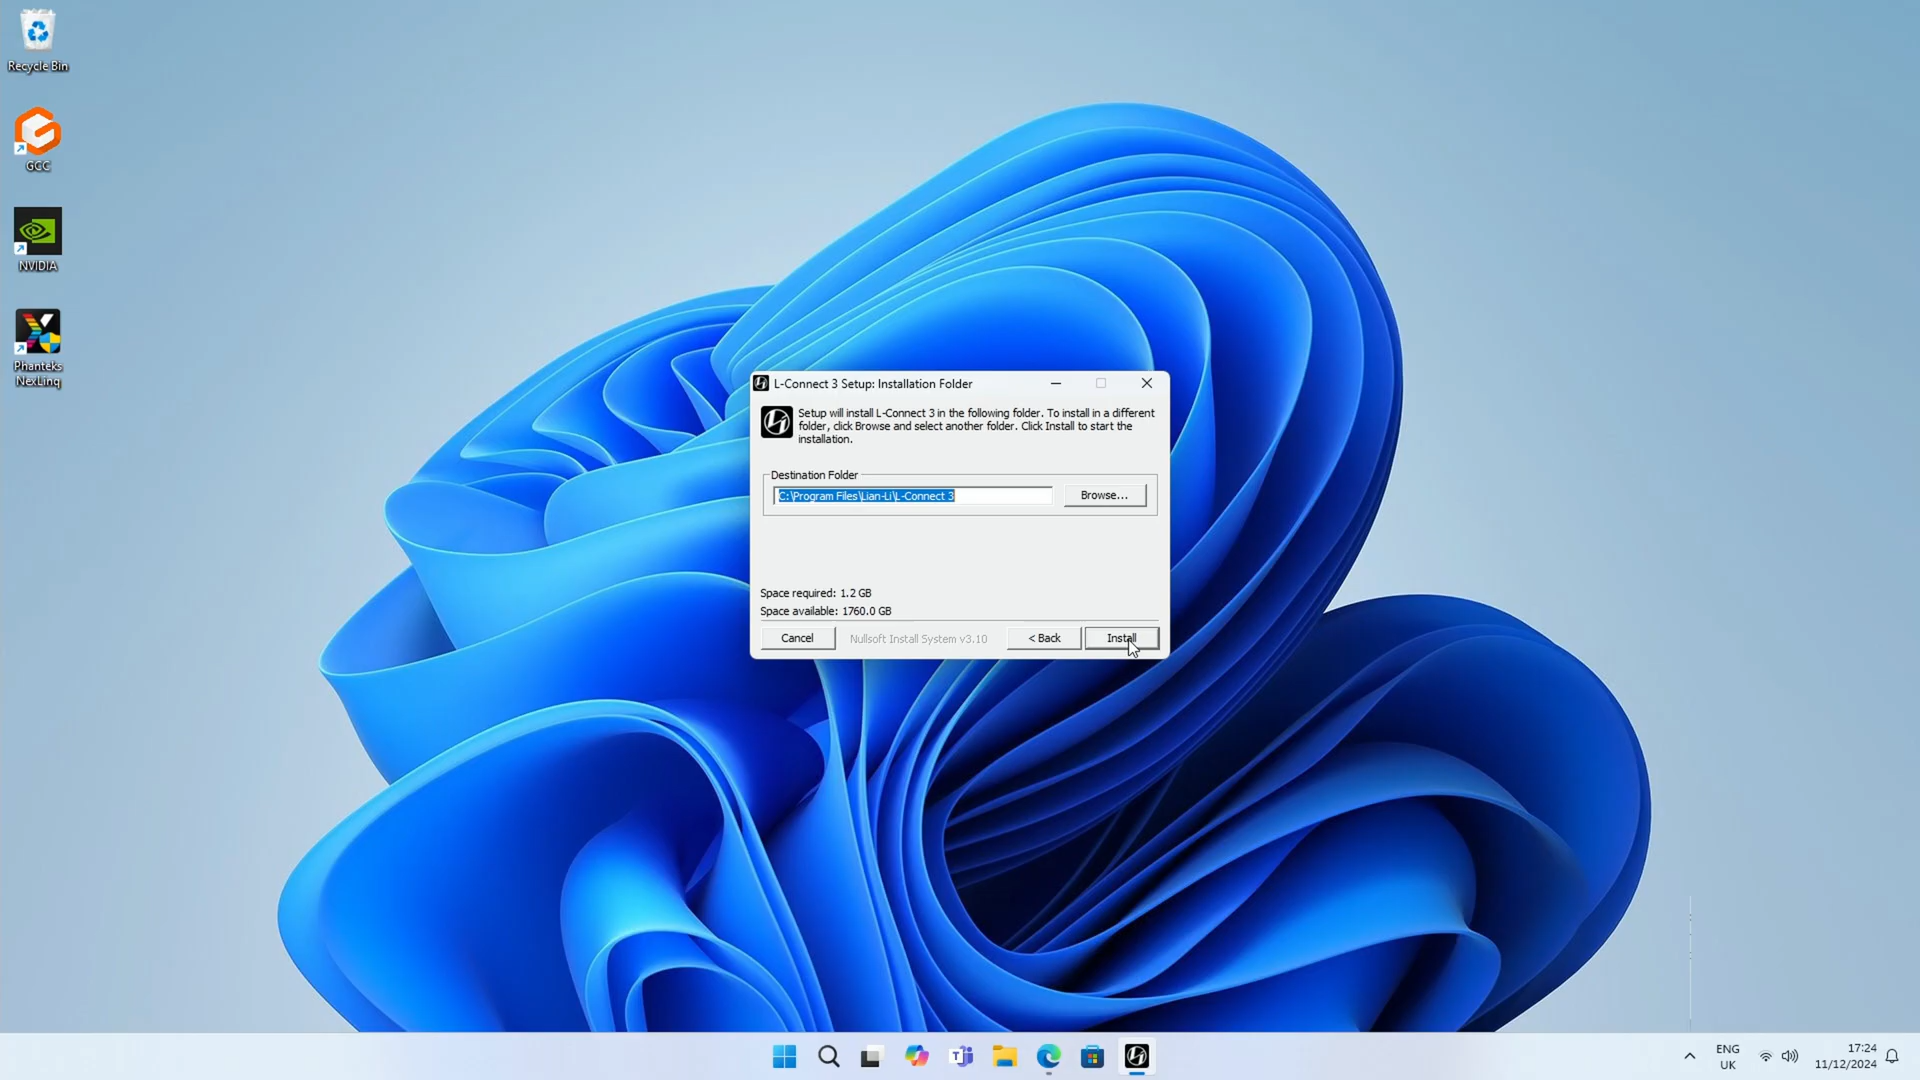 Recycle Bin
GCC
NVIDIA
Phanteks
NexLinq
L-Connect 3 Setup: Installation Folder
Setup will install L-Connect 3 in the following folder. To install in a different
folder, click Browse and select another folder. Click Install to start the
installation.
Destination Folder
C:\Program Files\Lian-Li\L-Connect 3
Browse...
Space required: 1.2 GB
Space available: 1760.0 GB
Cancel
Nullsoft Install System v3.10
< Back
Install
ENG
UK
17:24
11/12/2024